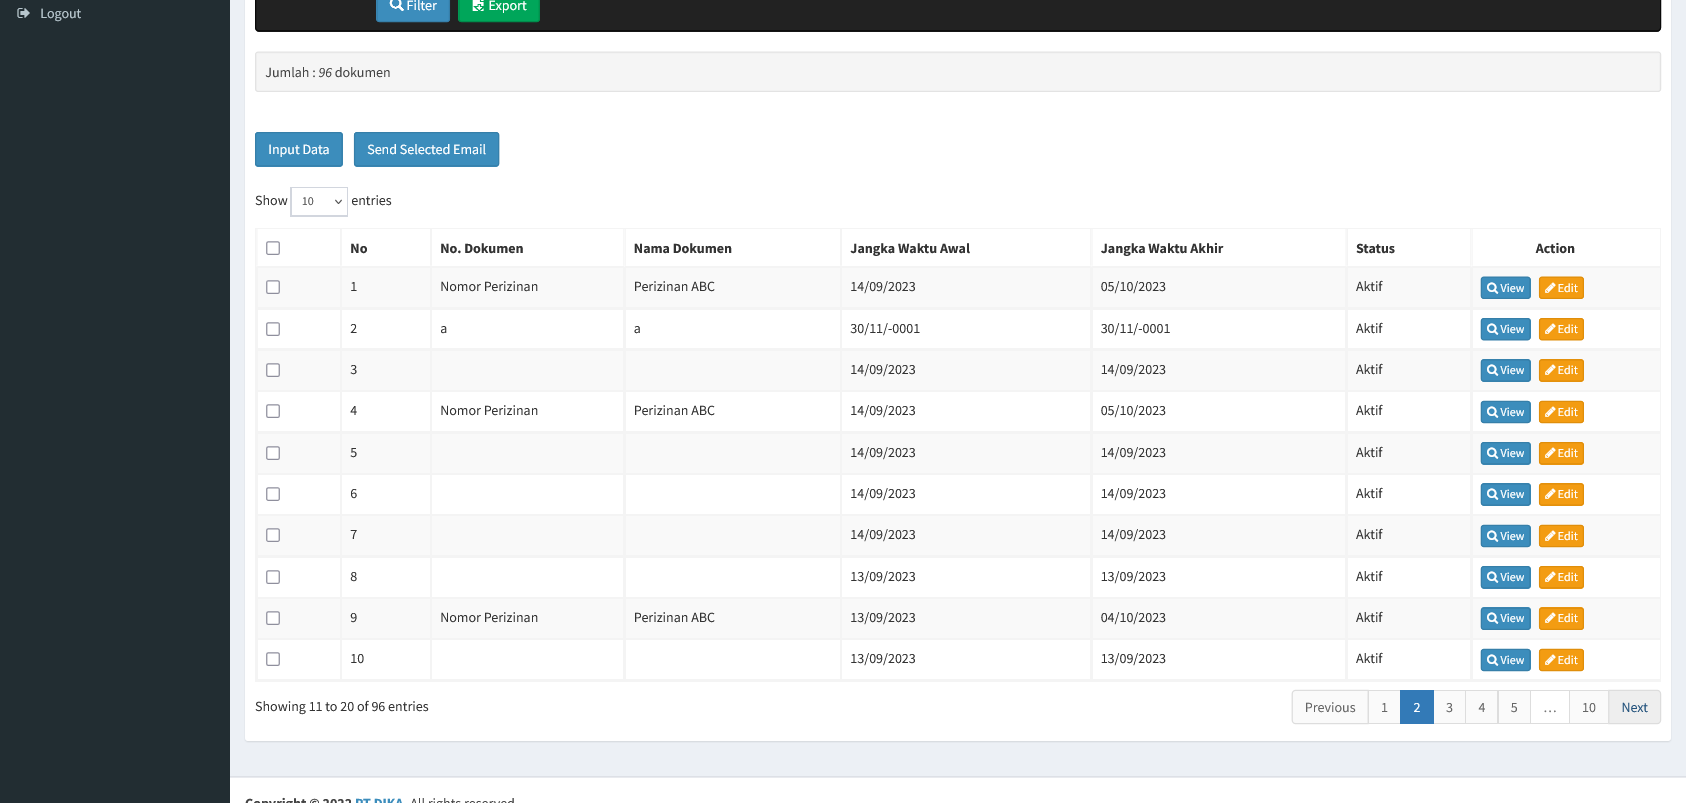 Logout
Filter Export
Jumlah : 96 dokumen
Input Data Send Selected Email
Show 10 entries
No No. Dokumen Nama Dokumen Jangka Waktu Awal Jangka Waktu Akhir Status Action
1 Nomor Perizinan Perizinan ABC 14/09/2023 05/10/2023 Aktif View Edit
2 a a 30/11/-0001 30/11/-0001 Aktif View Edit
3 14/09/2023 14/09/2023 Aktif View Edit
4 Nomor Perizinan Perizinan ABC 14/09/2023 05/10/2023 Aktif View Edit
5 14/09/2023 14/09/2023 Aktif View Edit
6 14/09/2023 14/09/2023 Aktif View Edit
7 14/09/2023 14/09/2023 Aktif View Edit
8 13/09/2023 13/09/2023 Aktif View Edit
9 Nomor Perizinan Perizinan ABC 13/09/2023 04/10/2023 Aktif View Edit
10 13/09/2023 13/09/2023 Aktif View Edit
Showing 11 to 20 of 96 entries Previous 1 2 3 4 5 … 10 Next
Copyright © 2022 PT DIKA. All rights reserved